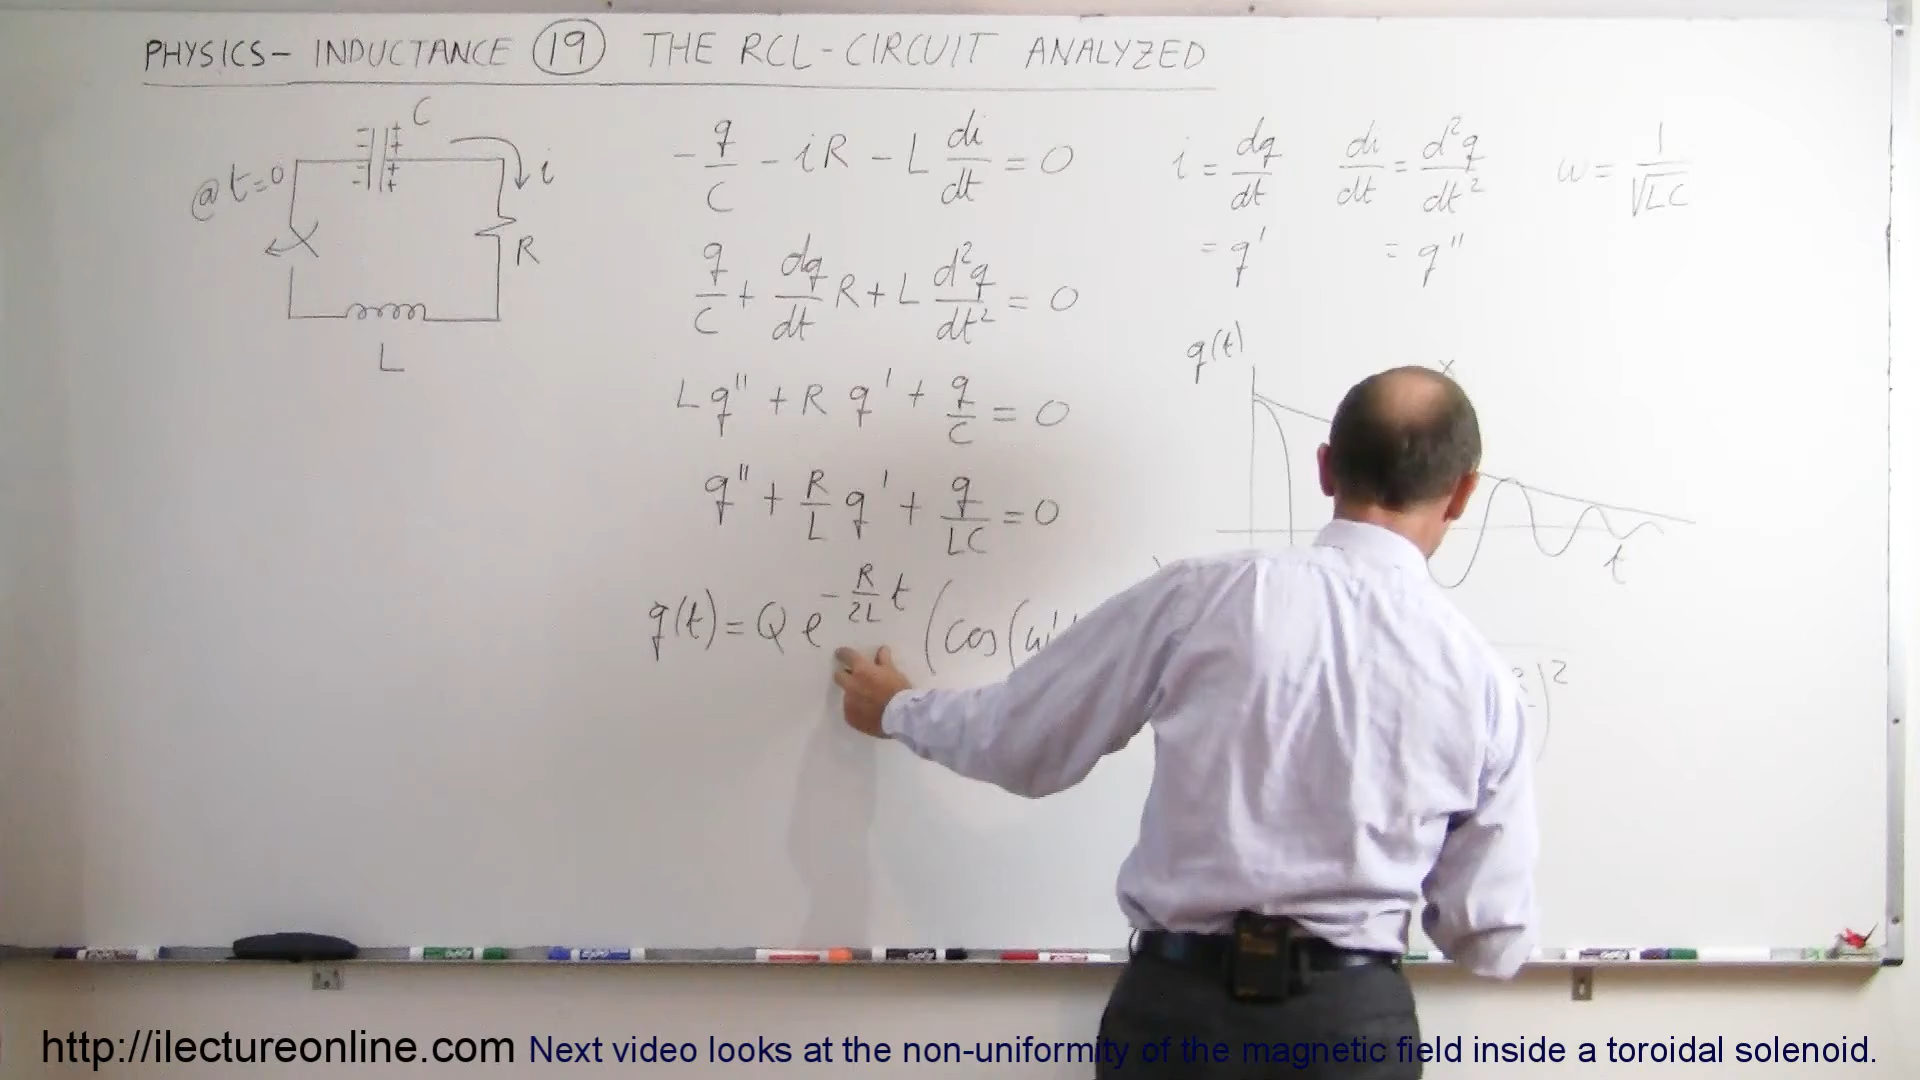 PHYSICS- INDUCTANCE 19 THE RCL-CIRCUIT ANALYZED
C
@t=0
i
R
L
-q/C - iR - L di/dt = 0
q/C + dq/dt R + L d²q/dt² = 0
Lq" + R q' + q/C = 0
q" + R/L q' + q/LC = 0
q(t) = Q e^(-R/2L t) (cos(ω'
i = dq/dt
= q'
di/dt = d²q/dt²
= q"
ω = 1/√LC
q(t)
t
)²
http://ilectureonline.com Next video looks at the non-uniformity of the magnetic field inside a toroidal solenoid.